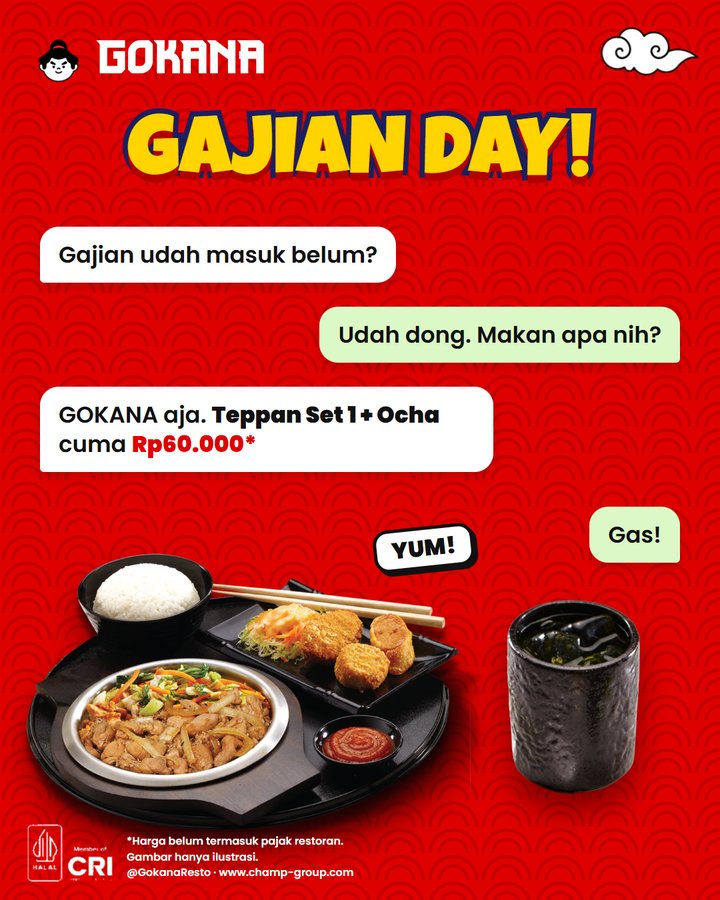 GOKANA
GAJIAN DAY!
Gajian udah masuk belum?
Udah dong. Makan apa nih?
GOKANA aja. Teppan Set 1 + Ocha
cuma Rp60.000*
Gas!
YUM!
HALAL
Member of
CRI
*Harga belum termasuk pajak restoran.
Gambar hanya ilustrasi.
@GokanaResto · www.champ-group.com